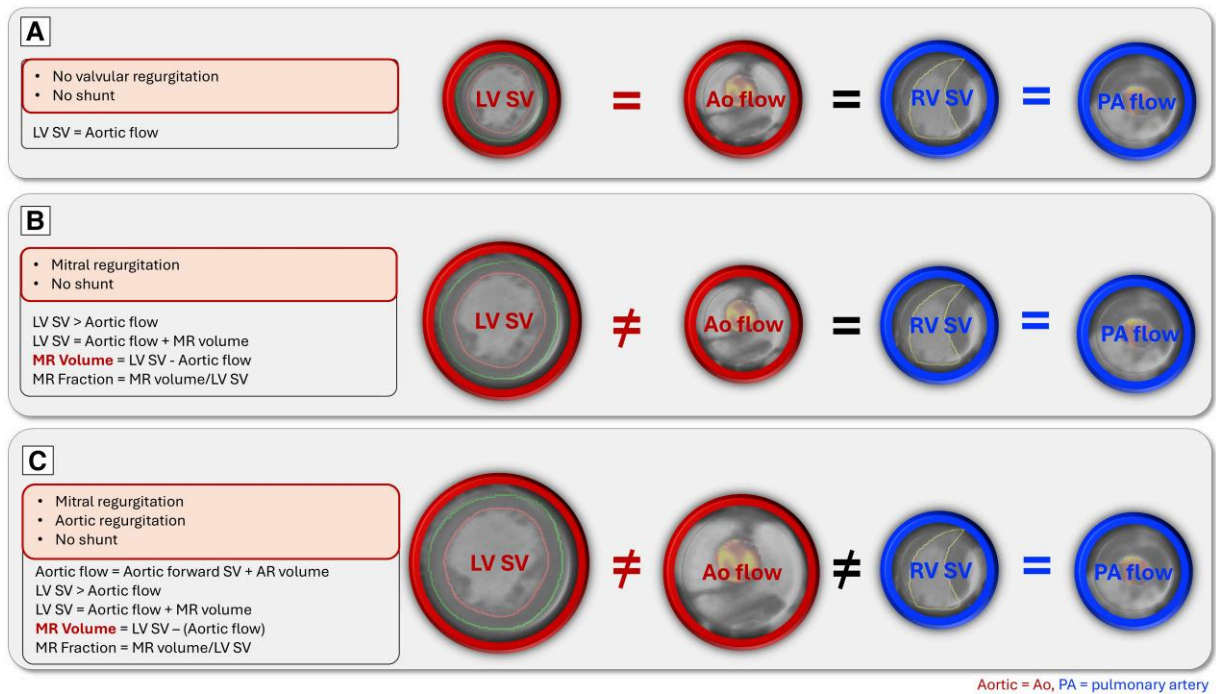 A
• No valvular regurgitation
• No shunt
LV SV = Aortic flow
LV SV = Ao flow = RV SV = PA flow
B
• Mitral regurgitation
• No shunt
LV SV > Aortic flow
LV SV = Aortic flow + MR volume
MR Volume = LV SV - Aortic flow
MR Fraction = MR volume/LV SV
LV SV ≠ Ao flow = RV SV = PA flow
C
• Mitral regurgitation
• Aortic regurgitation
• No shunt
Aortic flow = Aortic forward SV + AR volume
LV SV > Aortic flow
LV SV = Aortic flow + MR volume
MR Volume = LV SV – (Aortic flow)
MR Fraction = MR volume/LV SV
LV SV ≠ Ao flow ≠ RV SV = PA flow
Aortic = Ao, PA = pulmonary artery